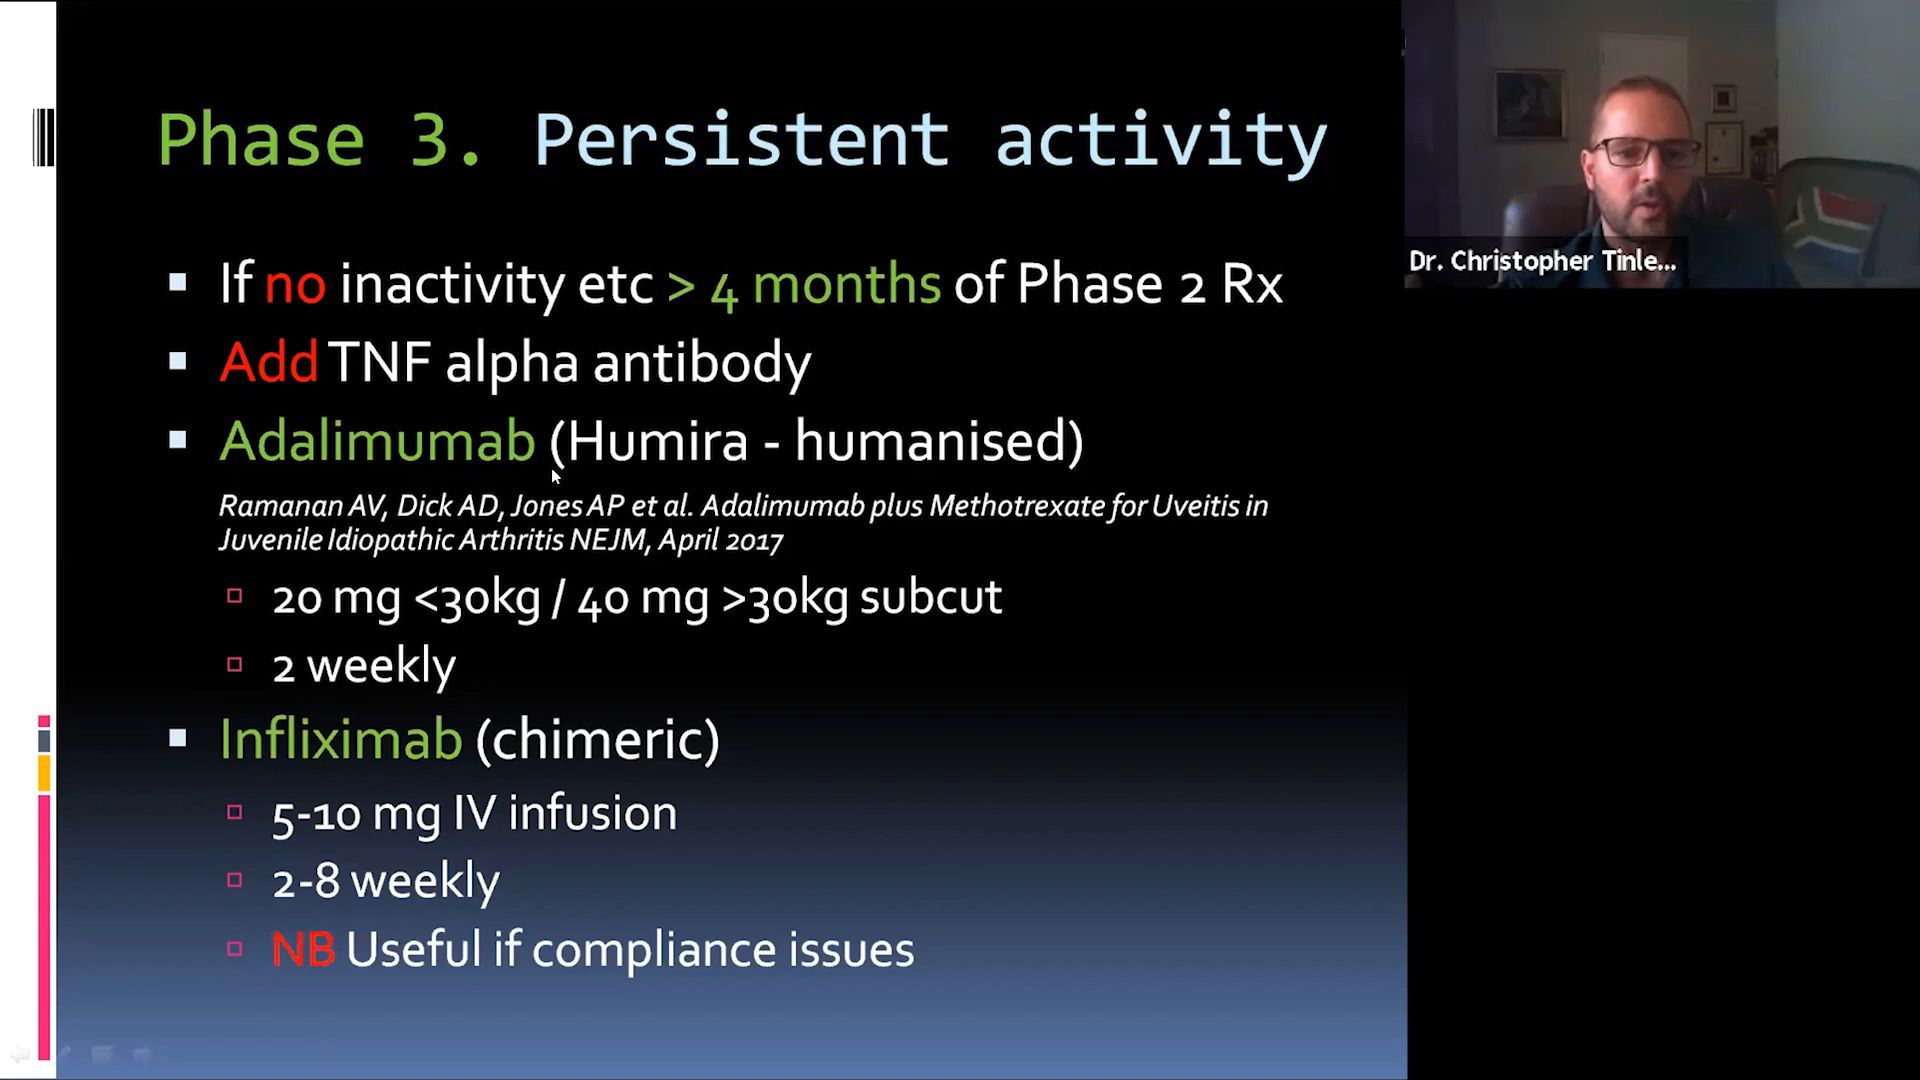 Phase 3. Persistent activity
If no inactivity etc > 4 months of Phase 2 Rx
Add TNF alpha antibody
Adalimumab (Humira - humanised)
Ramanan AV, Dick AD, Jones AP et al. Adalimumab plus Methotrexate for Uveitis in
Juvenile Idiopathic Arthritis NEJM, April 2017
20 mg <30kg / 40 mg >30kg subcut
2 weekly
Infliximab (chimeric)
5-10 mg IV infusion
2-8 weekly
NB Useful if compliance issues
Dr. Christopher Tinle...